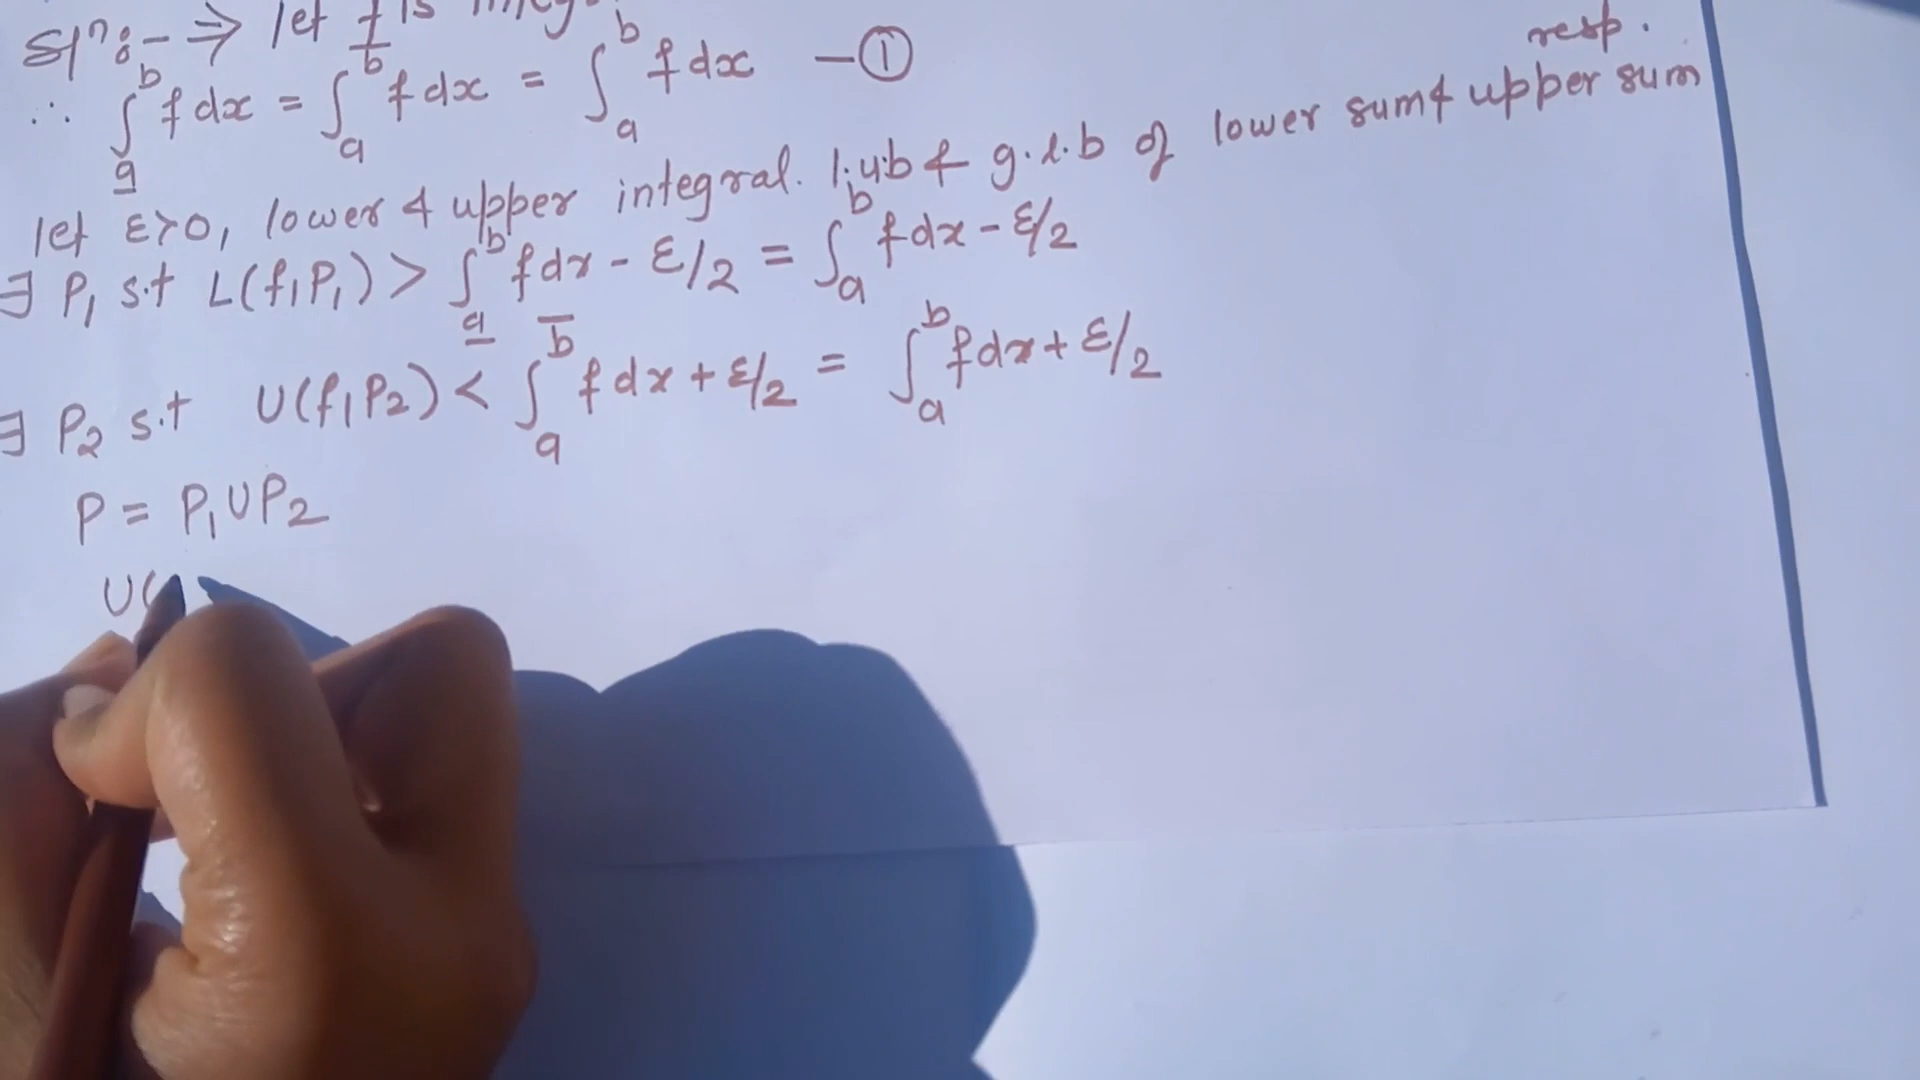 Sol^n:- ⇒ let f is integ
∴ ∫_a^b f dx = ∫_a^b f dx = ∫_a^b f dx — ①
resp.
let ε>0, lower & upper integral. l.u.b & g.l.b of lower sum & upper sum
∃ P₁ s.t L(f,P₁) > ∫_a^b f dx - ε/2 = ∫_a^b f dx - ε/2
∃ P₂ s.t U(f,P₂) < ∫_a^b̅ f dx + ε/2 = ∫_a^b f dx + ε/2
P = P₁ ∪ P₂
U(